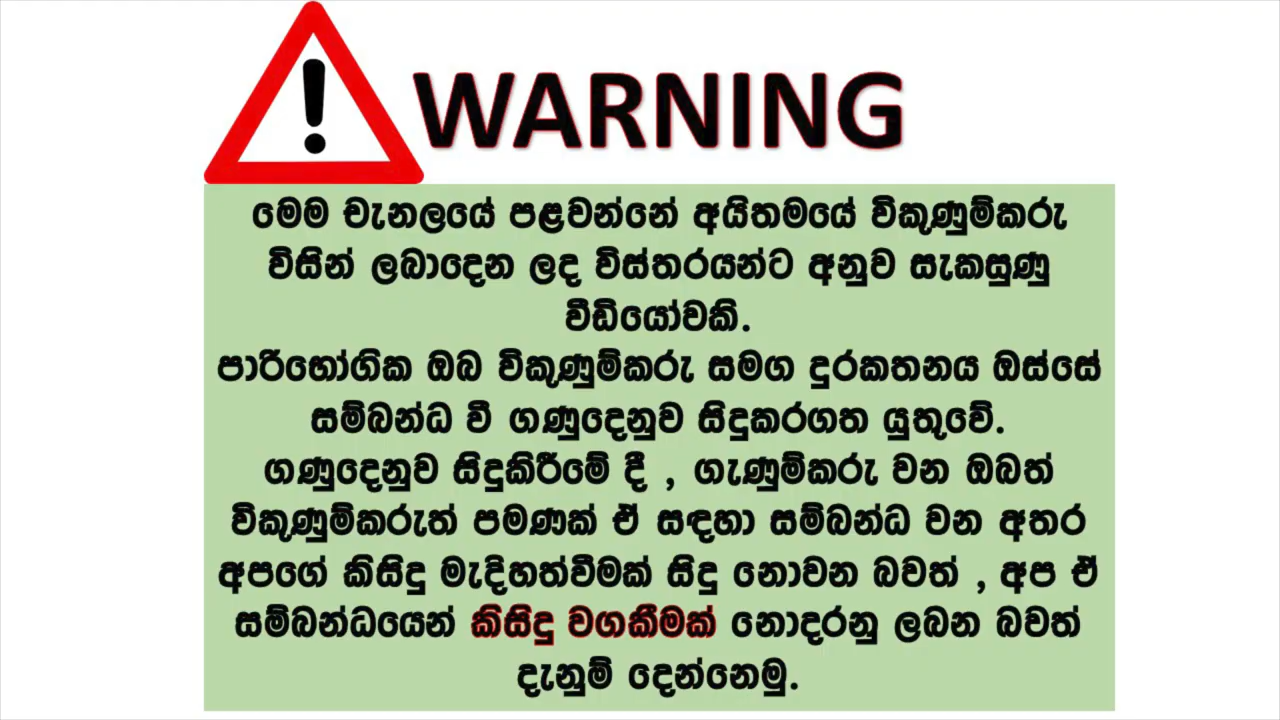 WARNING
මෙම චැනලයේ පළවන්නේ අයිතමයේ විකුණුම්කරු
විසින් ලබාදෙන ලද විස්තරයන්ට අනුව සැකසුණු
වීඩියෝවකි.
පාරිභෝගික ඔබ විකුණුම්කරු සමග දුරකතනය ඔස්සේ
සම්බන්ධ වී ගණුදෙනුව සිදුකරගත යුතුවේ.
ගණුදෙනුව සිදුකිරීමේ දී , ගැණුම්කරු වන ඔබත්
විකුණුම්කරුත් පමණක් ඒ සඳහා සම්බන්ධ වන අතර
අපගේ කිසිදු මැදිහත්වීමක් සිදු නොවන බවත් , අප ඒ
සම්බන්ධයෙන් කිසිදු වගකීමක් නොදරනු ලබන බවත්
දැනුම් දෙන්නෙමු.